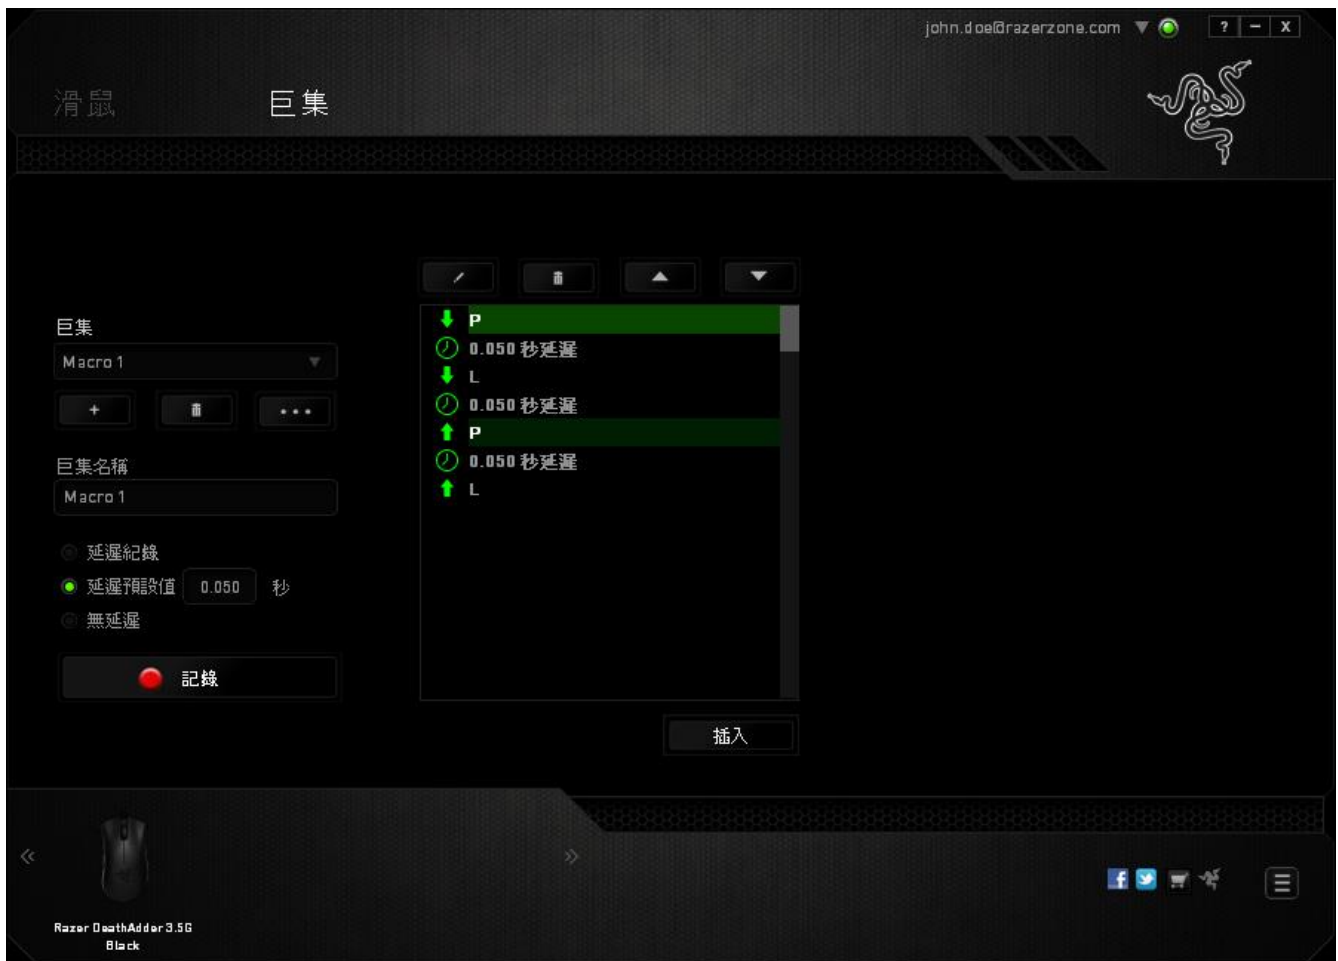 john.doe@razerzone.com
? – X
滑鼠 巨集
巨集
Macro 1
+ •••
巨集名稱
Macro 1
延遲紀錄
延遲預設值 0.050 秒
無延遲
記錄
P
0.050 秒延遲
L
0.050 秒延遲
P
0.050 秒延遲
L
插入
« »
Razer DeathAdder 3.5G
Black